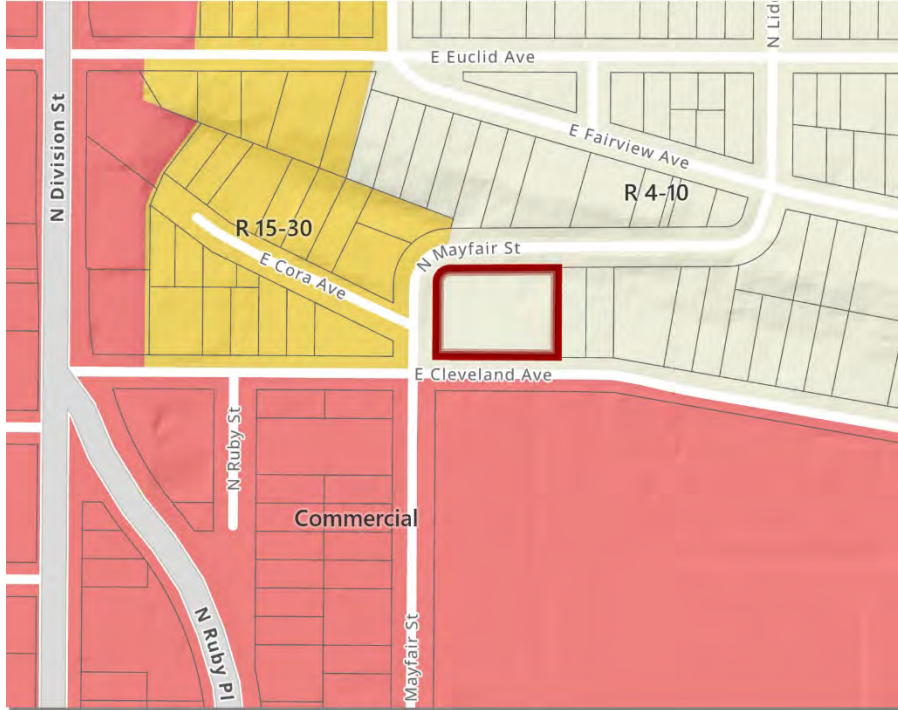 N Lid
E Euclid Ave
N Division St
E Fairview Ave
R 4-10
R 15-30
N Mayfair St
E Cora Ave
E Cleveland Ave
N Ruby St
Commercial
N Ruby Pl
Mayfair St